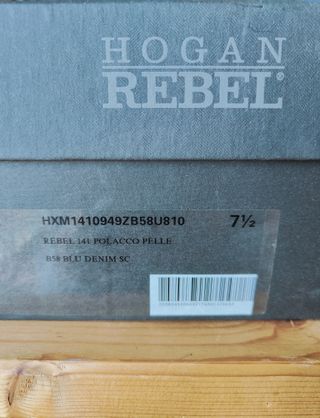 HOGAN
REBEL®
HXM1410949ZB58U810 7½
REBEL 141 POLACCO PELLE
B58 BLU DENIM SC